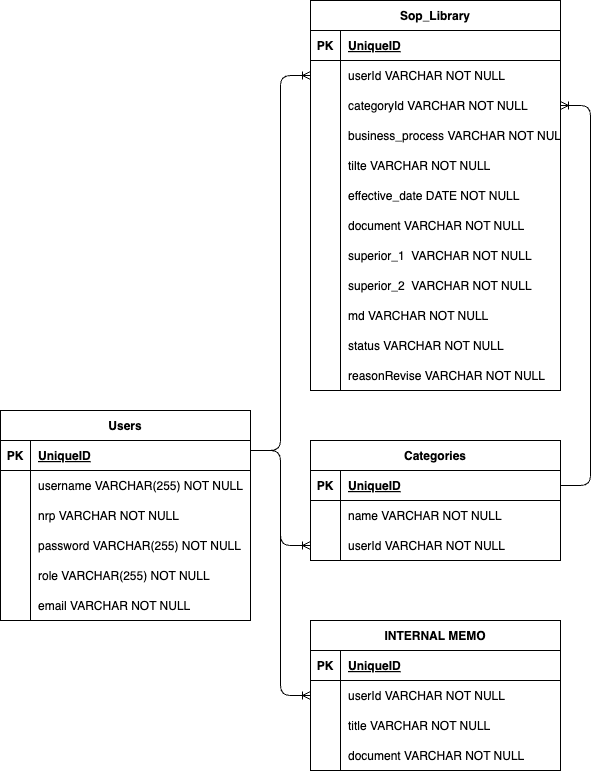 Sop_Library
PK UniqueID
userId VARCHAR NOT NULL
categoryId VARCHAR NOT NULL
business_process VARCHAR NOT NUL
tilte VARCHAR NOT NULL
effective_date DATE NOT NULL
document VARCHAR NOT NULL
superior_1 VARCHAR NOT NULL
superior_2 VARCHAR NOT NULL
md VARCHAR NOT NULL
status VARCHAR NOT NULL
reasonRevise VARCHAR NOT NULL
Users
PK UniqueID
username VARCHAR(255) NOT NULL
nrp VARCHAR NOT NULL
password VARCHAR(255) NOT NULL
role VARCHAR(255) NOT NULL
email VARCHAR NOT NULL
Categories
PK UniqueID
name VARCHAR NOT NULL
userId VARCHAR NOT NULL
INTERNAL MEMO
PK UniqueID
userId VARCHAR NOT NULL
title VARCHAR NOT NULL
document VARCHAR NOT NULL